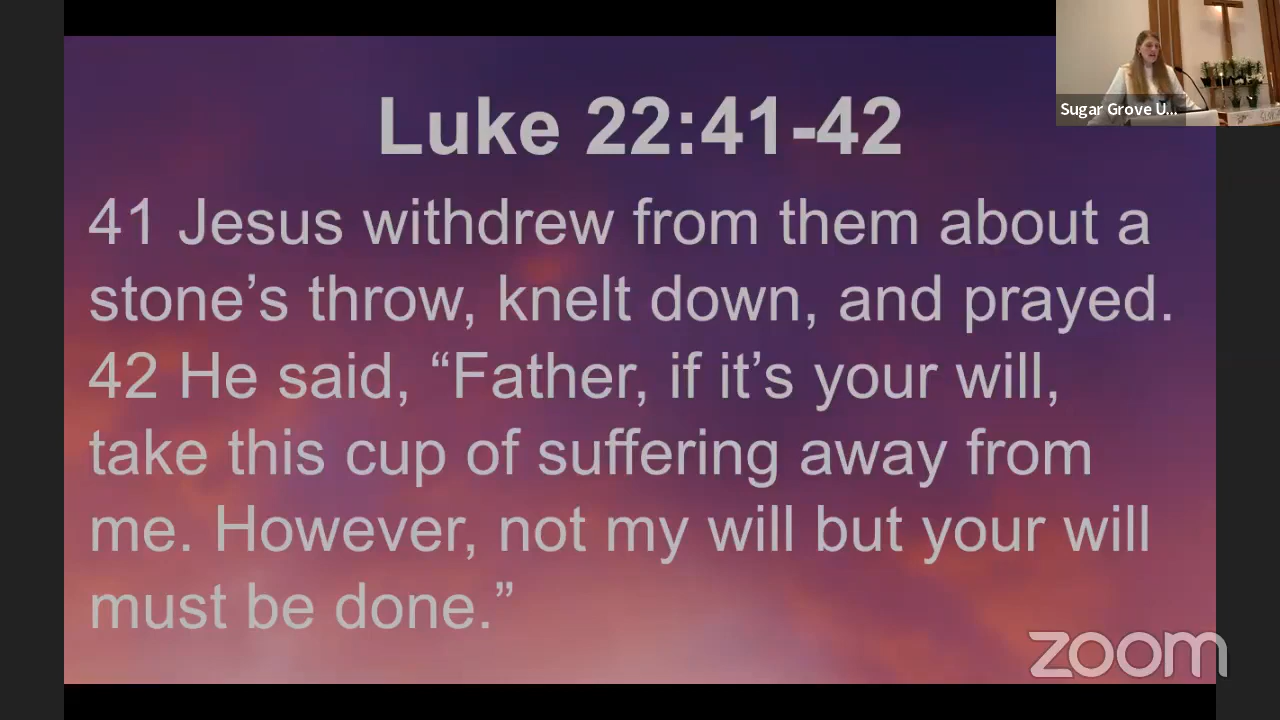 Sugar Grove U...
Luke 22:41-42
41 Jesus withdrew from them about a
stone’s throw, knelt down, and prayed.
42 He said, “Father, if it’s your will,
take this cup of suffering away from
me. However, not my will but your will
must be done.”
zoom